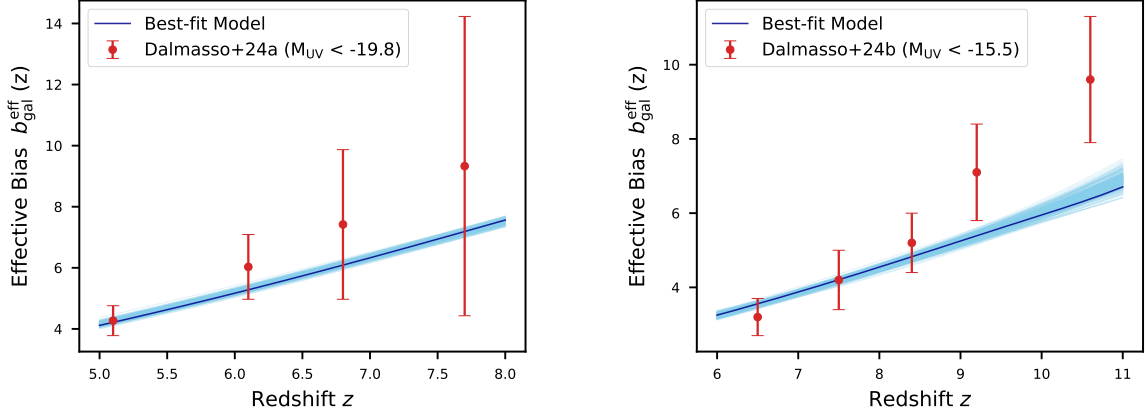 Best-fit Model
Dalmasso+24a (M_UV < -19.8)
14
12
10
8
6
4
Effective Bias b_gal^eff (z)
5.0 5.5 6.0 6.5 7.0 7.5 8.0
Redshift z
Best-fit Model
Dalmasso+24b (M_UV < -15.5)
10
8
6
4
Effective Bias b_gal^eff (z)
6 7 8 9 10 11
Redshift z